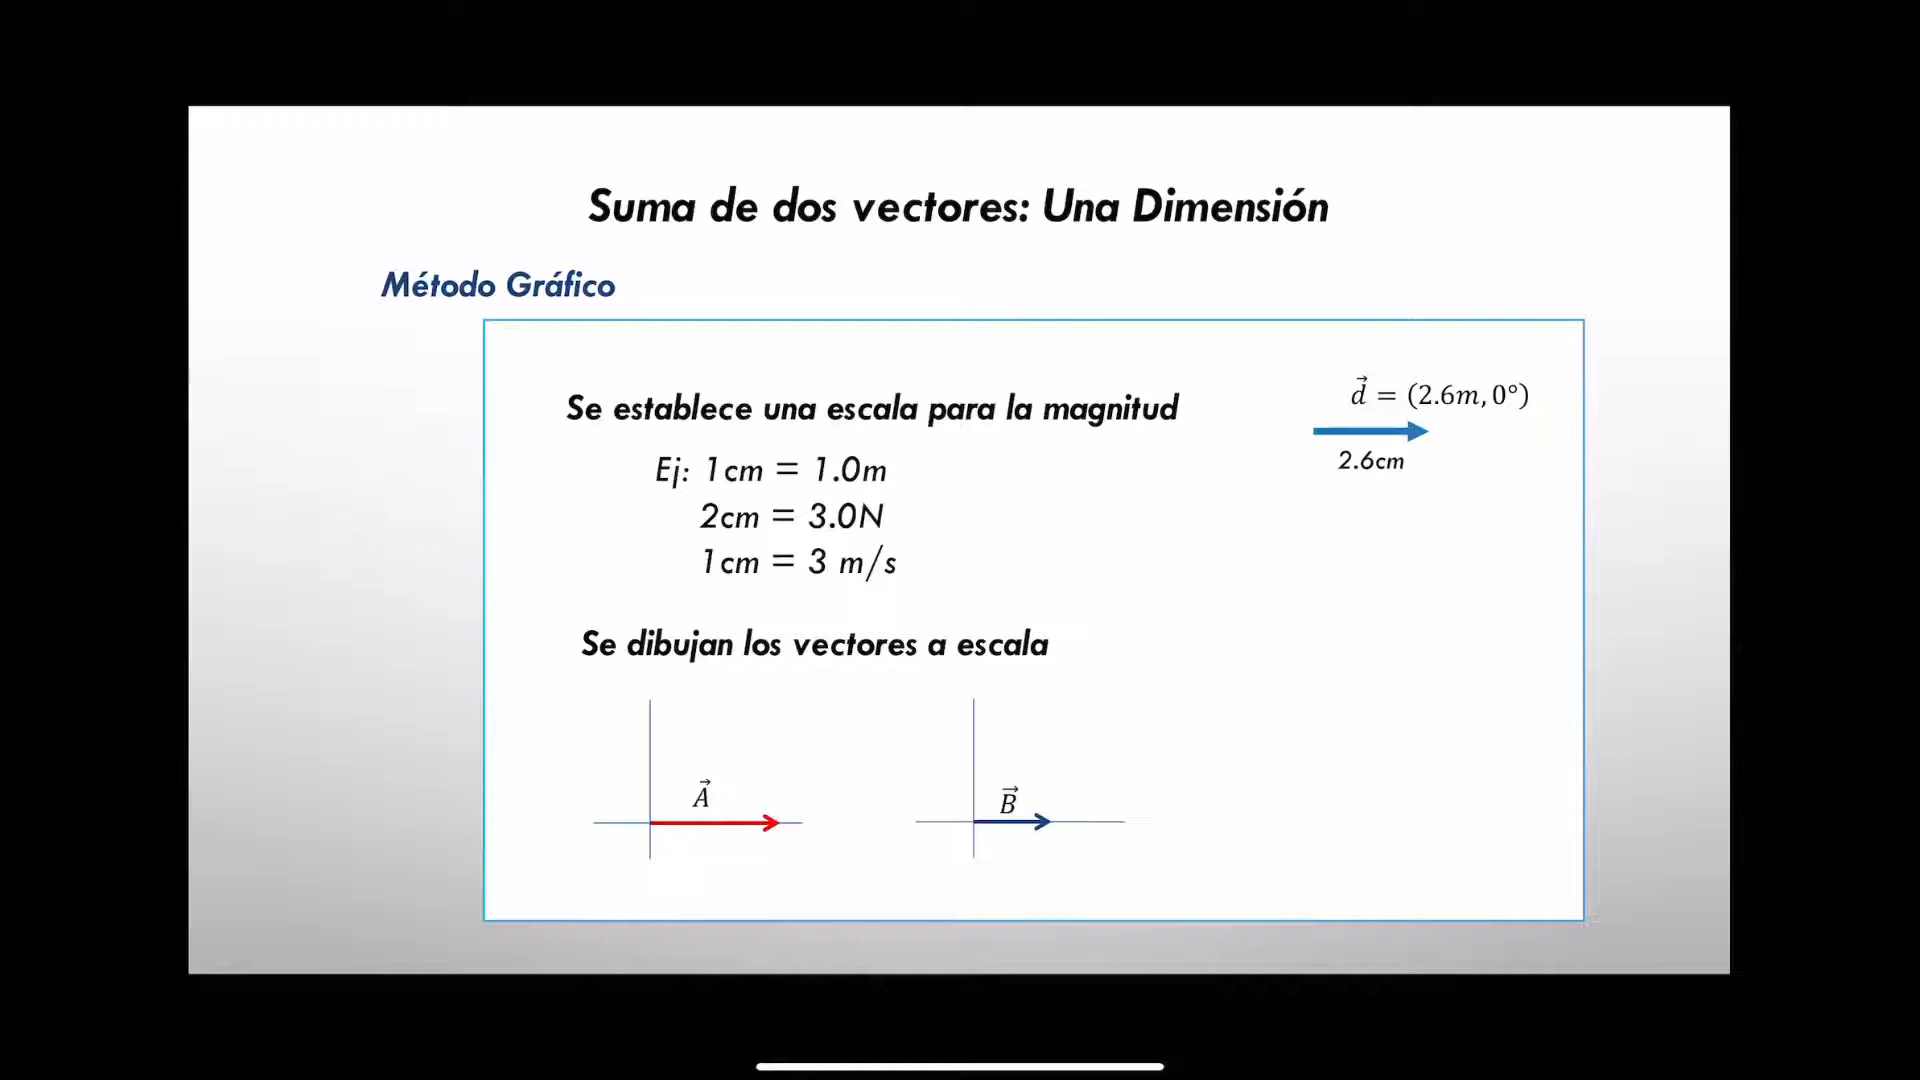 Suma de dos vectores: Una Dimensión
Método Gráfico
Se establece una escala para la magnitud
Ej: 1cm = 1.0m
2cm = 3.0N
1cm = 3 m/s
d⃗ = (2.6m, 0°)
2.6cm
Se dibujan los vectores a escala
A⃗
B⃗